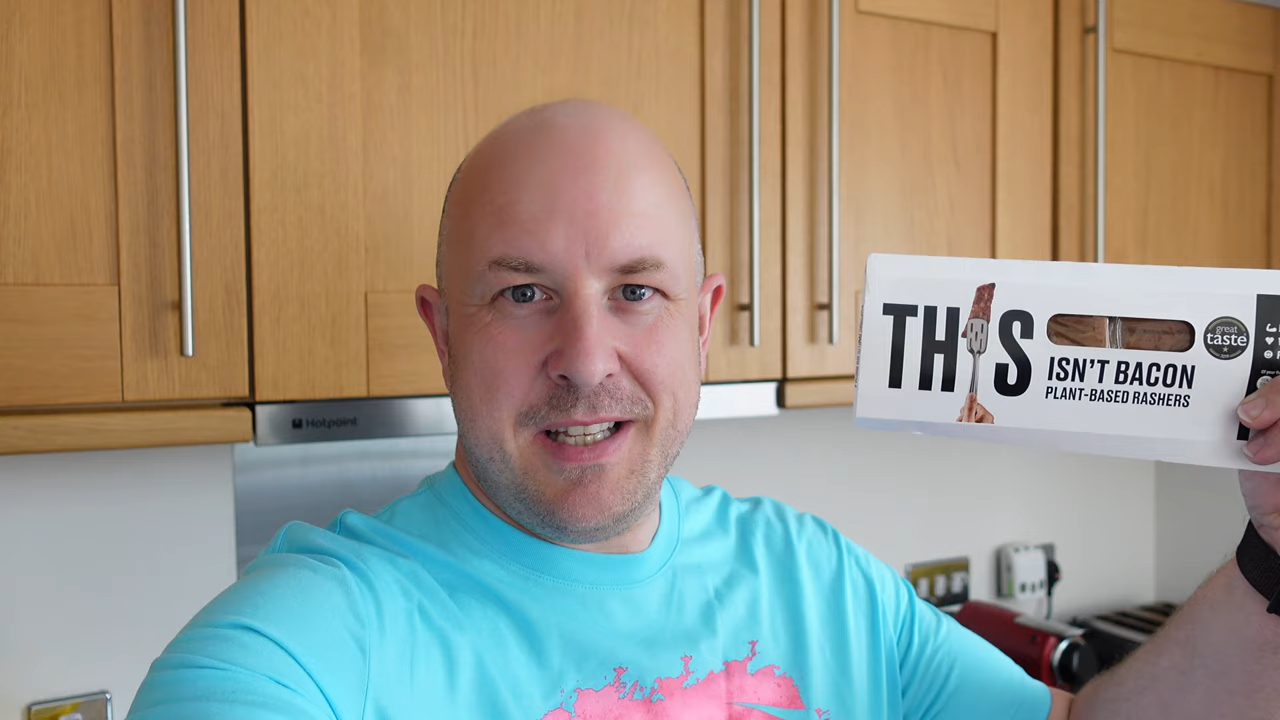 Hotpoint
THIS
ISN'T BACON
PLANT-BASED RASHERS
great
taste